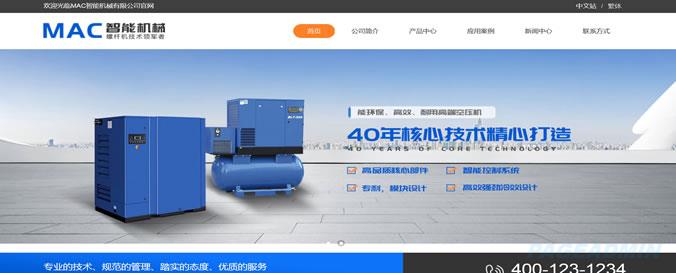 欢迎光临MAC智能机械有限公司官网
中文站 / 繁体
MAC 智能机械
螺杆机技术领军者
首页 公司简介 产品中心 应用案例 新闻中心 联系方式
能环保、高效、耐用高端空压机
40年核心技术精心打造
40 YEARS OF CORE TECHNOLOGY
高品质核心部件 智能控制系统
专利，模块设计 高效强劲冷效设计
专业的技术、规范的管理、踏实的态度、优质的服务
400-123-1234
PAGEADMIN